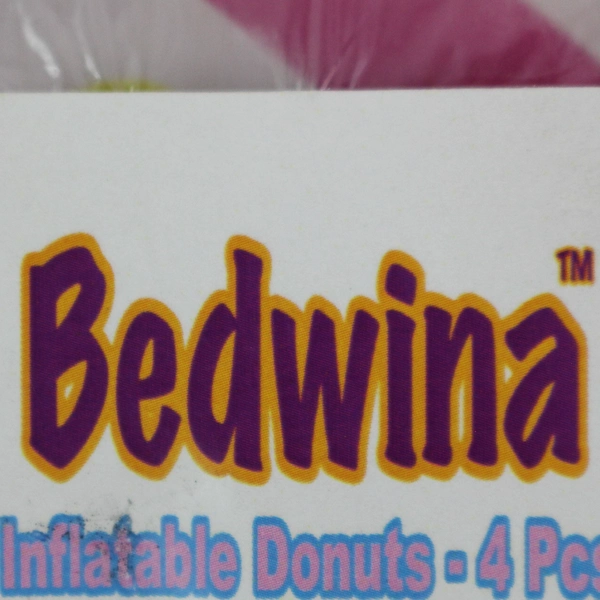 Bedwina™
Inflatable Donuts - 4 Pcs